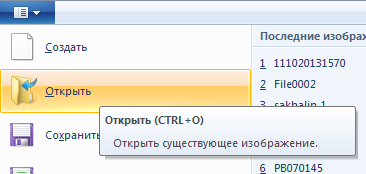 Последние изображ
Создать
1 111020131570
2 File0002
Открыть
3 sakhalin 1
Открыть (CTRL+O)
Сохранить
Открыть существующее изображение.
6 PB070145